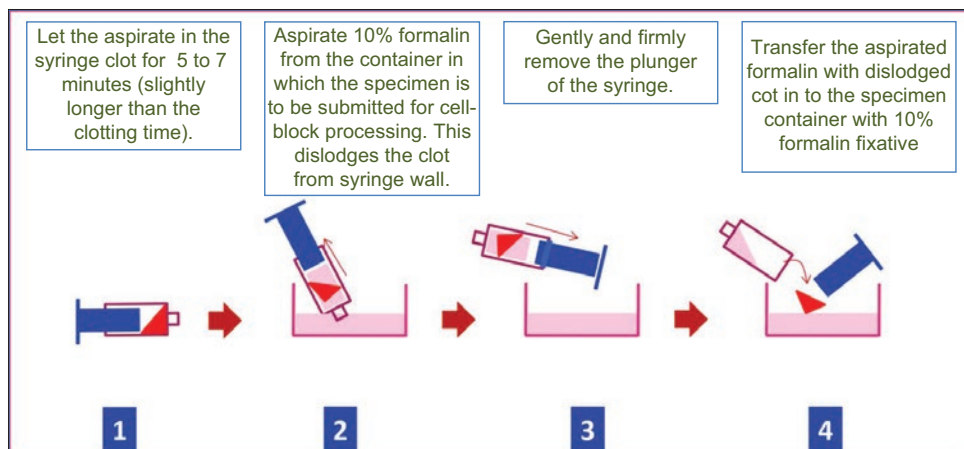 Let the aspirate in the
syringe clot for 5 to 7
minutes (slightly
longer than the
clotting time).
Aspirate 10% formalin
from the container in
which the specimen is
to be submitted for cell-
block processing. This
dislodges the clot
from syringe wall.
Gently and firmly
remove the plunger
of the syringe.
Transfer the aspirated
formalin with dislodged
cot in to the specimen
container with 10%
formalin fixative
1
2
3
4